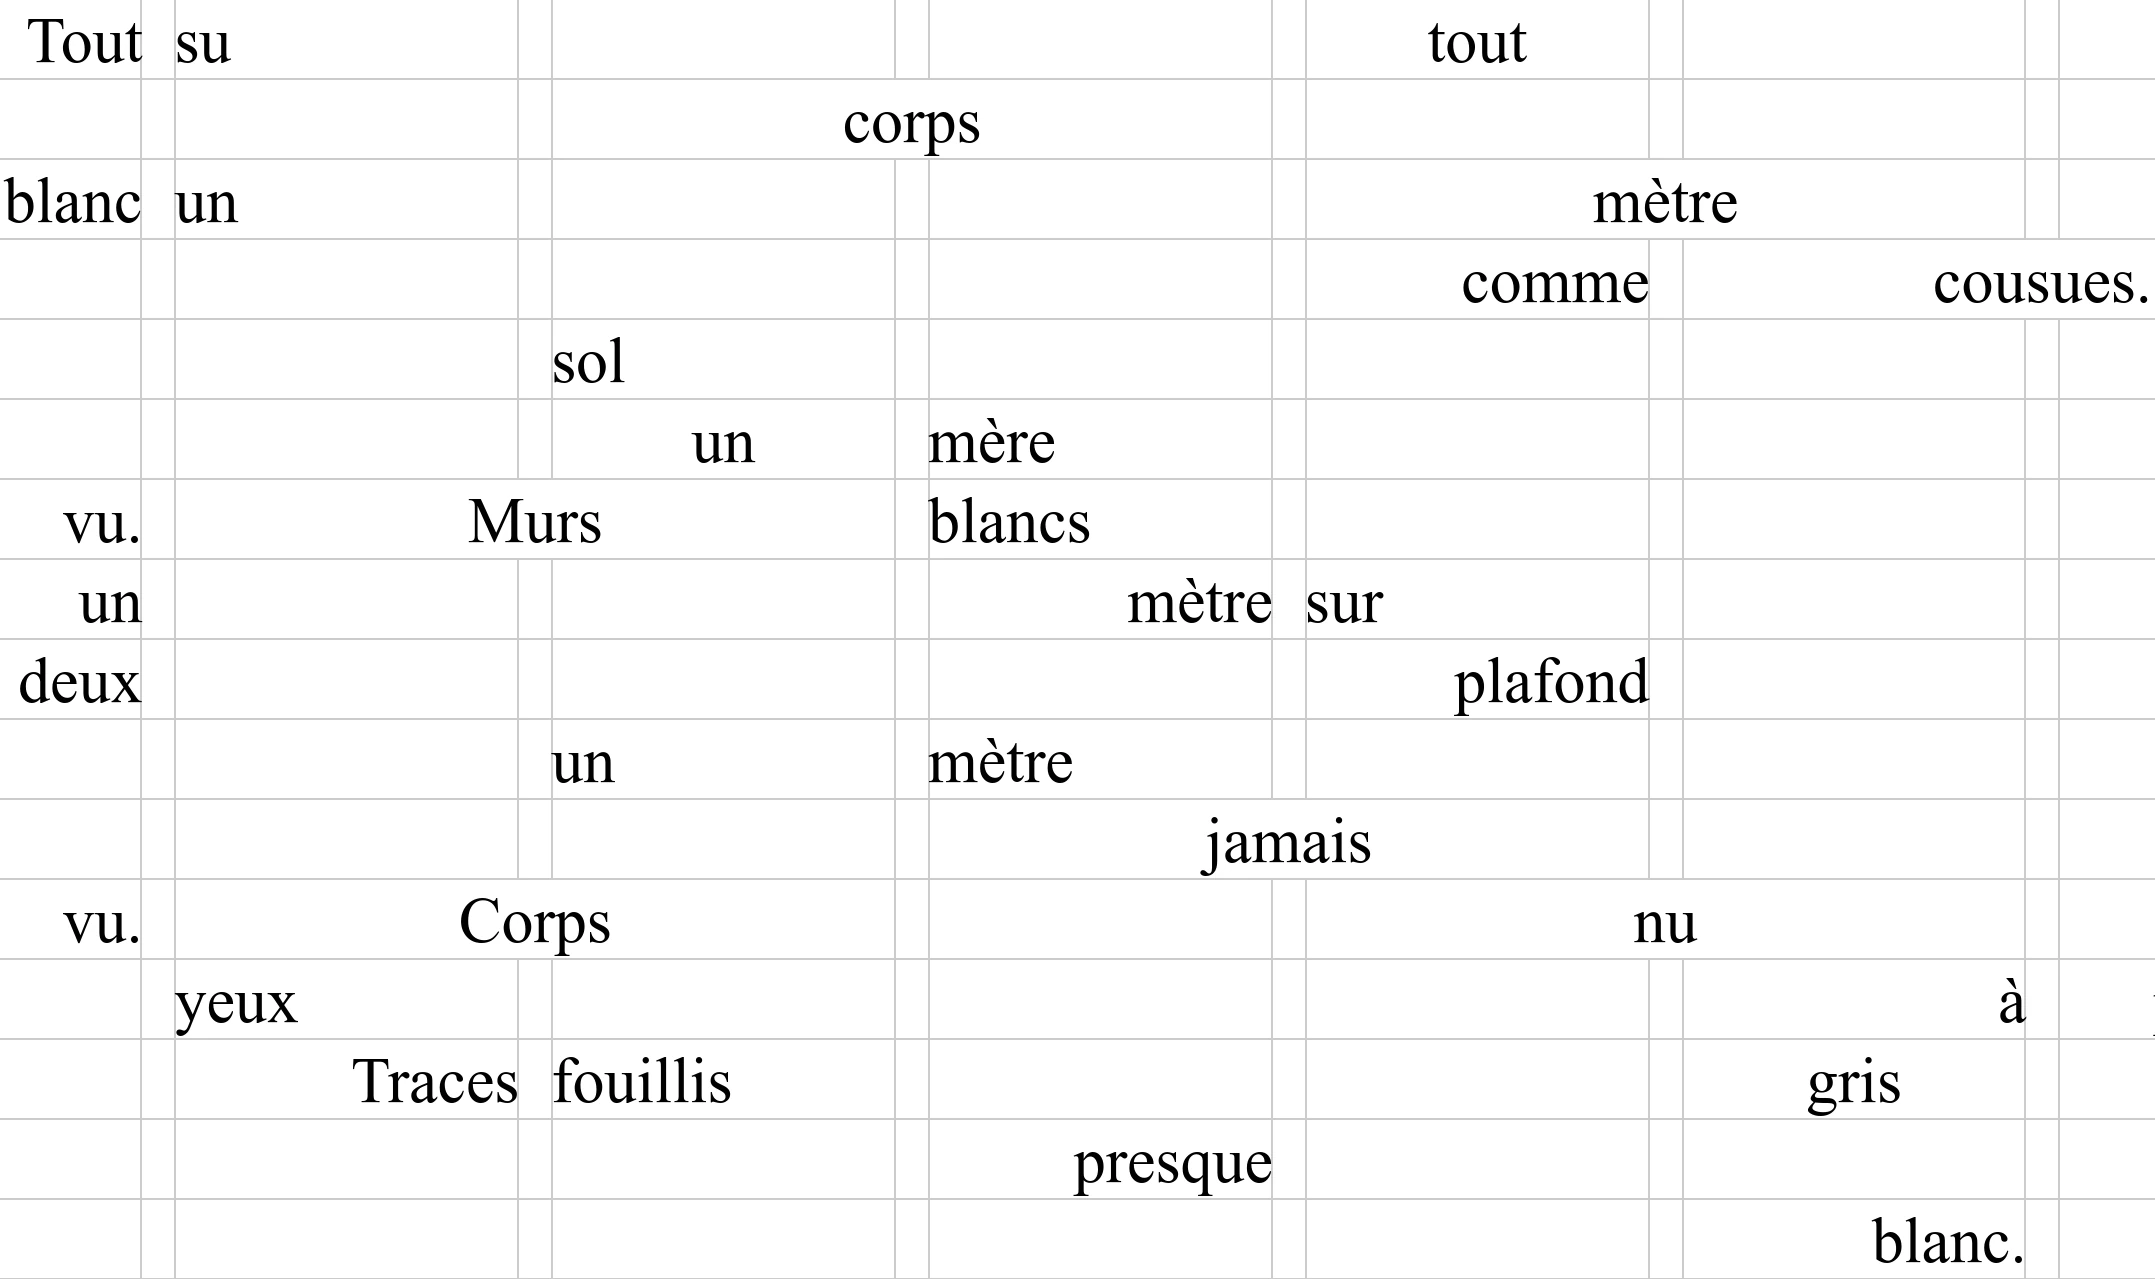 Tout su tout
corps
blanc un mètre
comme cousues.
sol
un mère
vu. Murs blancs
un mètre sur
deux plafond
un mètre
jamais
vu. Corps nu
yeux à
Traces fouillis gris
presque
blanc.